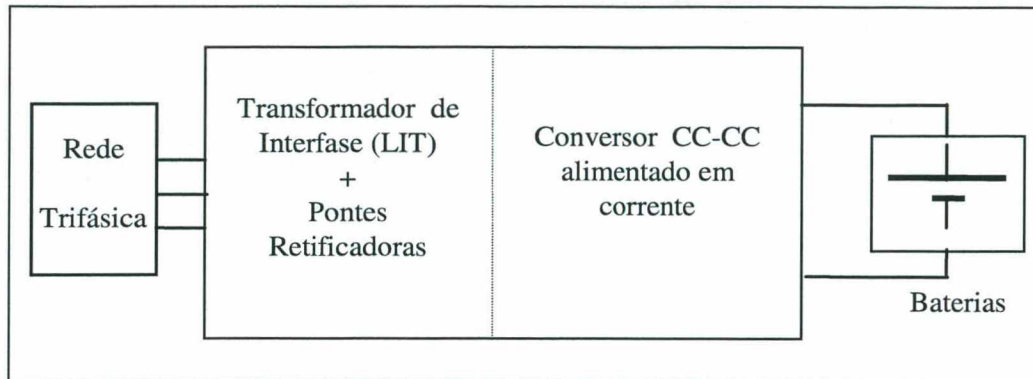 Rede
Trifásica
Transformador de
Interfase (LIT)
+
Pontes
Retificadoras
Conversor CC-CC
alimentado em
corrente
Baterias